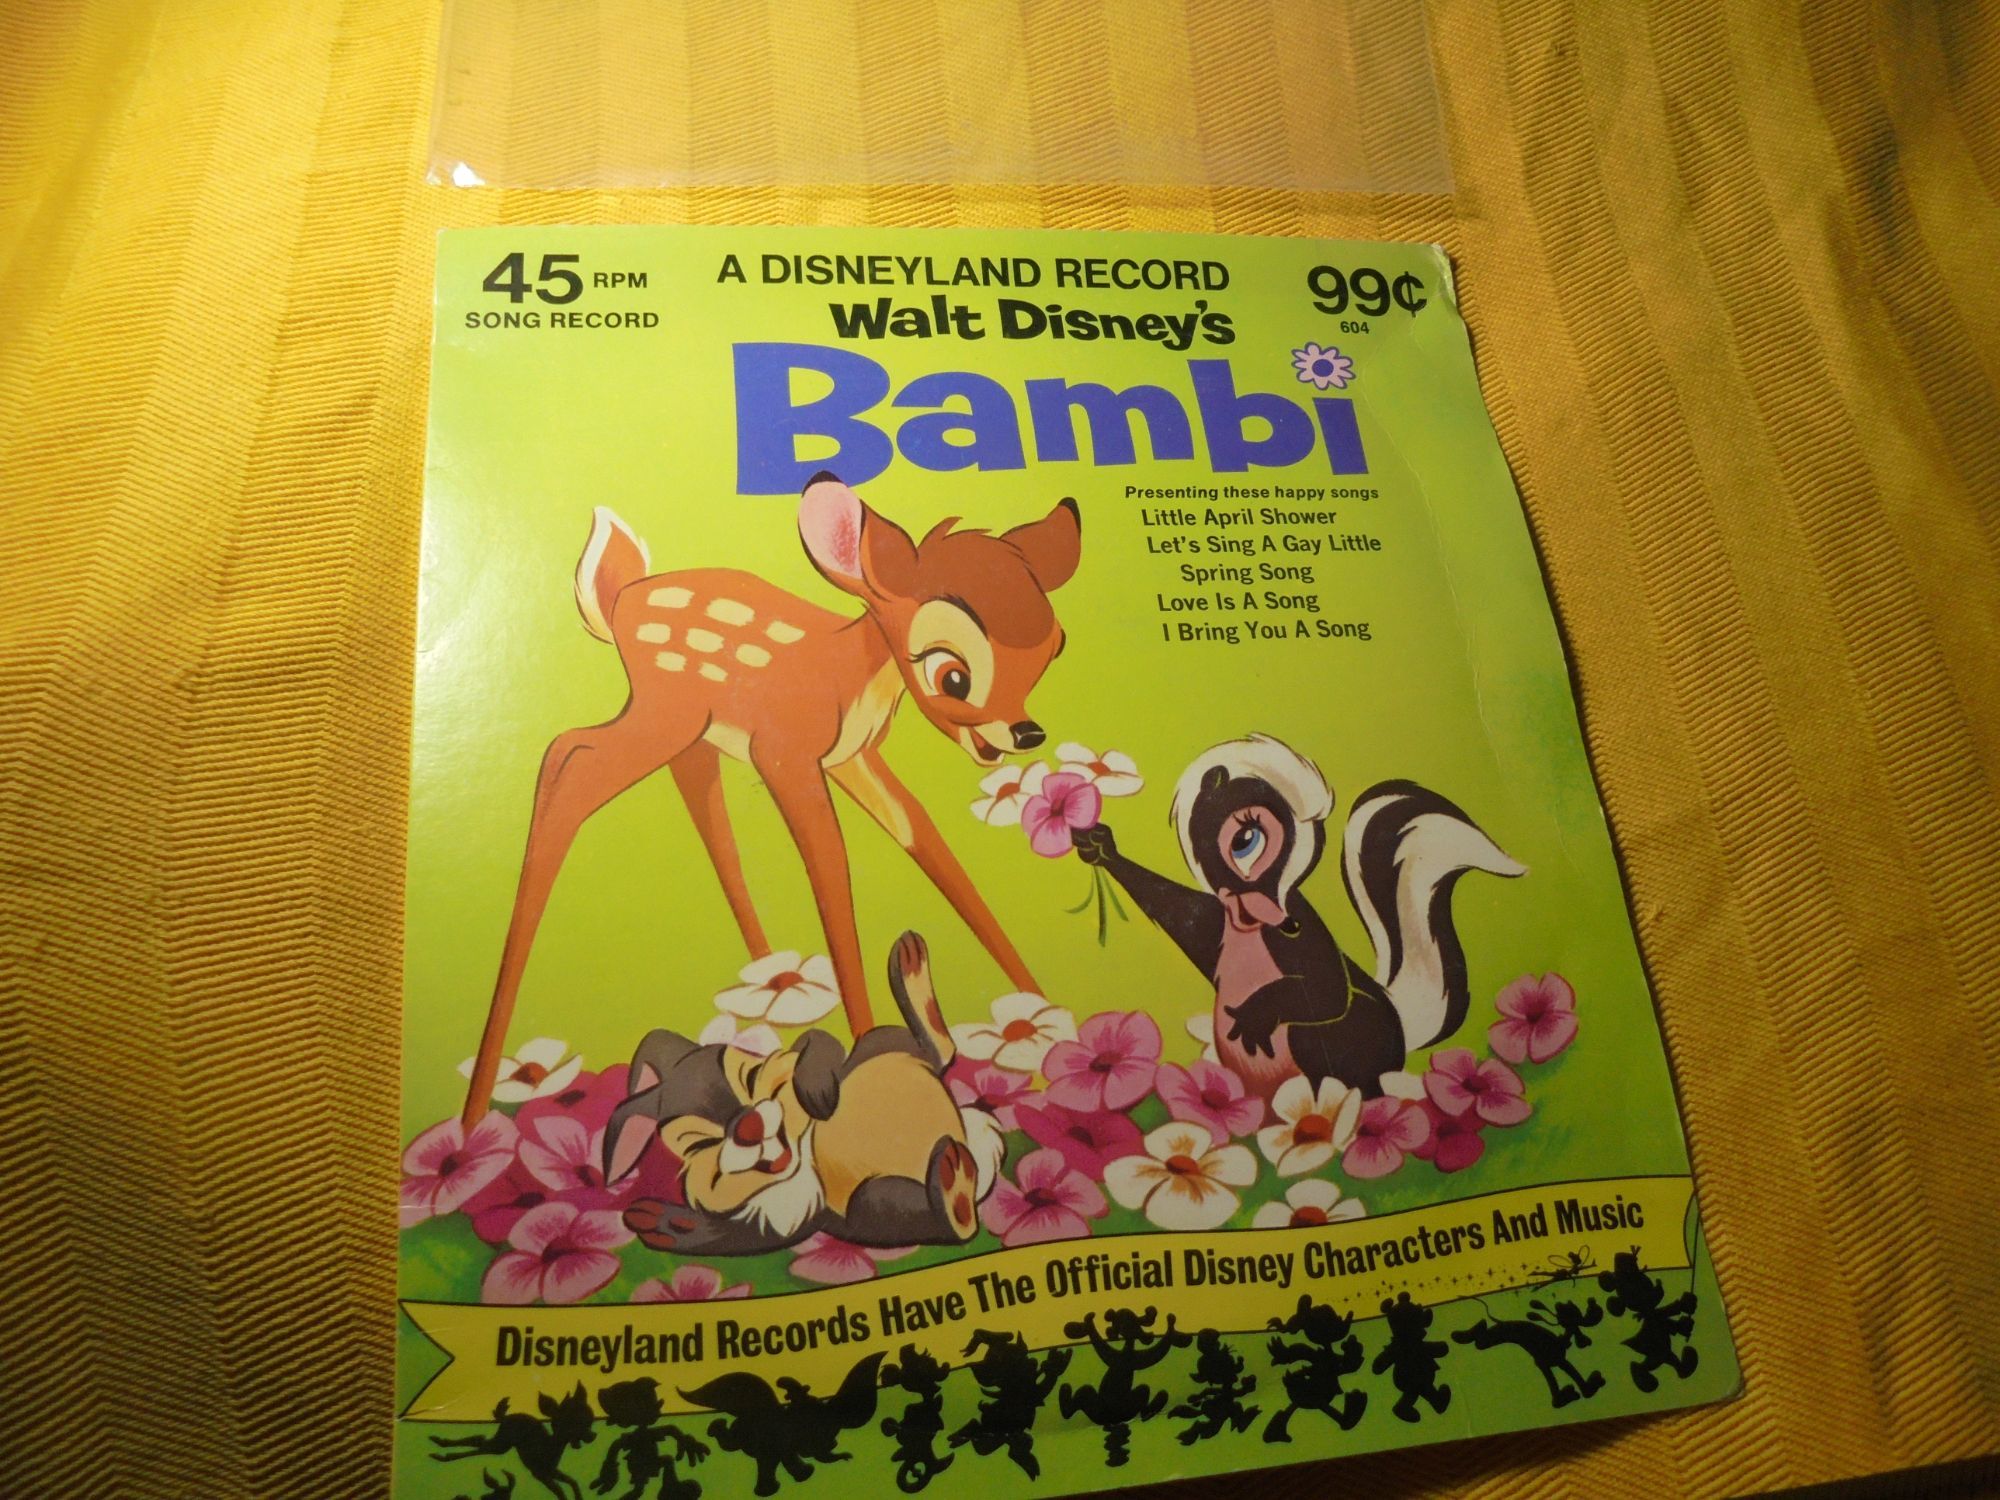 45 RPM
SONG RECORD
A DISNEYLAND RECORD
99¢
604
Walt Disney's
Bambi
Presenting these happy songs
Little April Shower
Let's Sing A Gay Little
Spring Song
Love Is A Song
I Bring You A Song
Disneyland Records Have The Official Disney Characters And Music